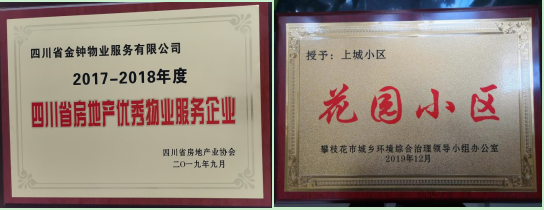 四川省金钟物业服务有限公司
2017-2018年度
四川省房地产优秀物业服务企业
四川省房地产业协会
二〇一九年九月
授予：上城小区
花园小区
攀枝花市城乡环境综合治理领导小组办公室
2019年12月